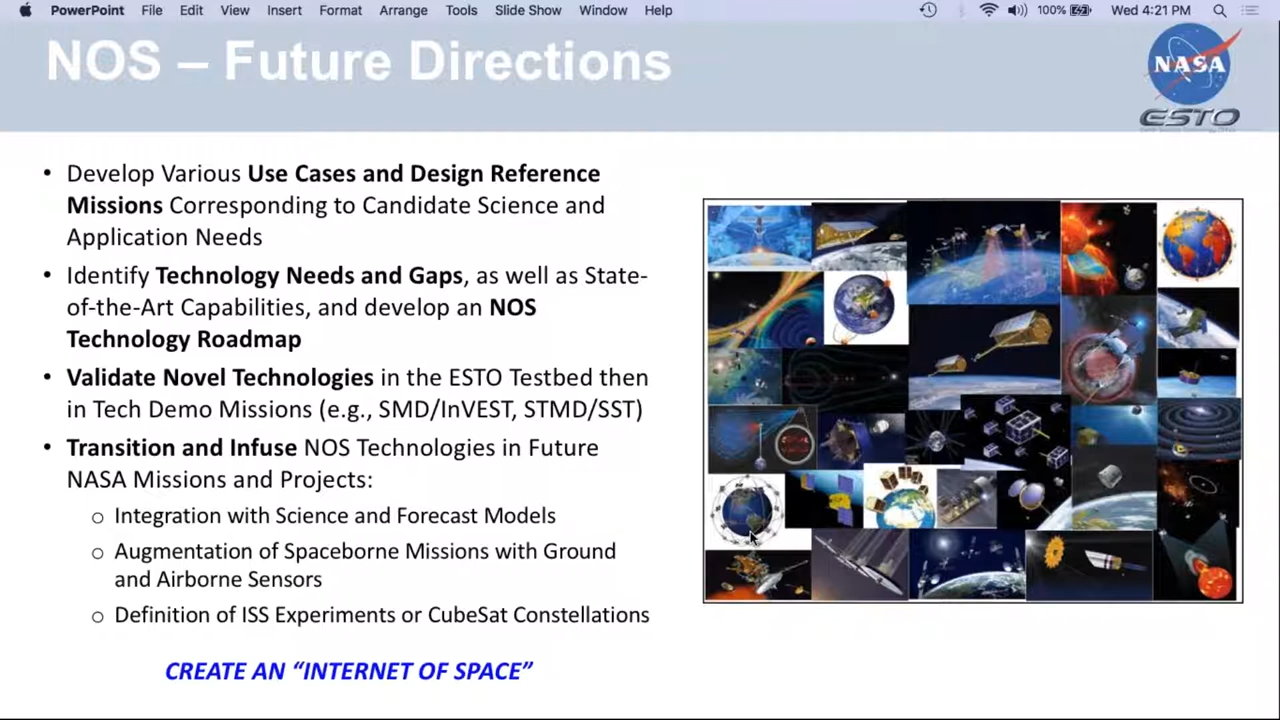 PowerPoint File Edit View Insert Format Arrange Tools Slide Show Window Help 100% Wed 4:21 PM
NOS – Future Directions
NASA
ESTO
• Develop Various Use Cases and Design Reference
Missions Corresponding to Candidate Science and
Application Needs
• Identify Technology Needs and Gaps, as well as State-
of-the-Art Capabilities, and develop an NOS
Technology Roadmap
• Validate Novel Technologies in the ESTO Testbed then
in Tech Demo Missions (e.g., SMD/InVEST, STMD/SST)
• Transition and Infuse NOS Technologies in Future
NASA Missions and Projects:
○ Integration with Science and Forecast Models
○ Augmentation of Spaceborne Missions with Ground
and Airborne Sensors
○ Definition of ISS Experiments or CubeSat Constellations
CREATE AN “INTERNET OF SPACE”